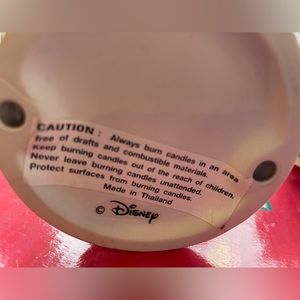 CAUTION: Always burn candles in an area
free of drafts and combustible materials.
Keep burning candles out of the reach of children.
Never leave burning candles unattended.
Protect surfaces from burning candles.
Made in Thailand
© Disney